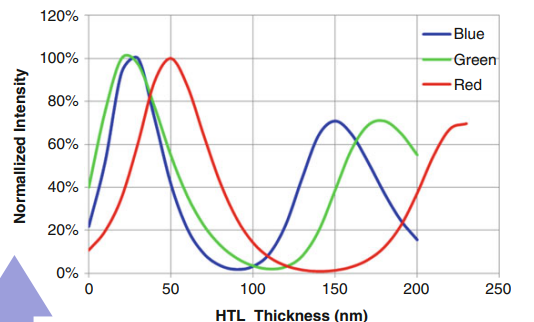 120%
100%
80%
60%
40%
20%
0%
Normallized Intensity
Blue
Green
Red
0 50 100 150 200 250
HTL Thickness (nm)